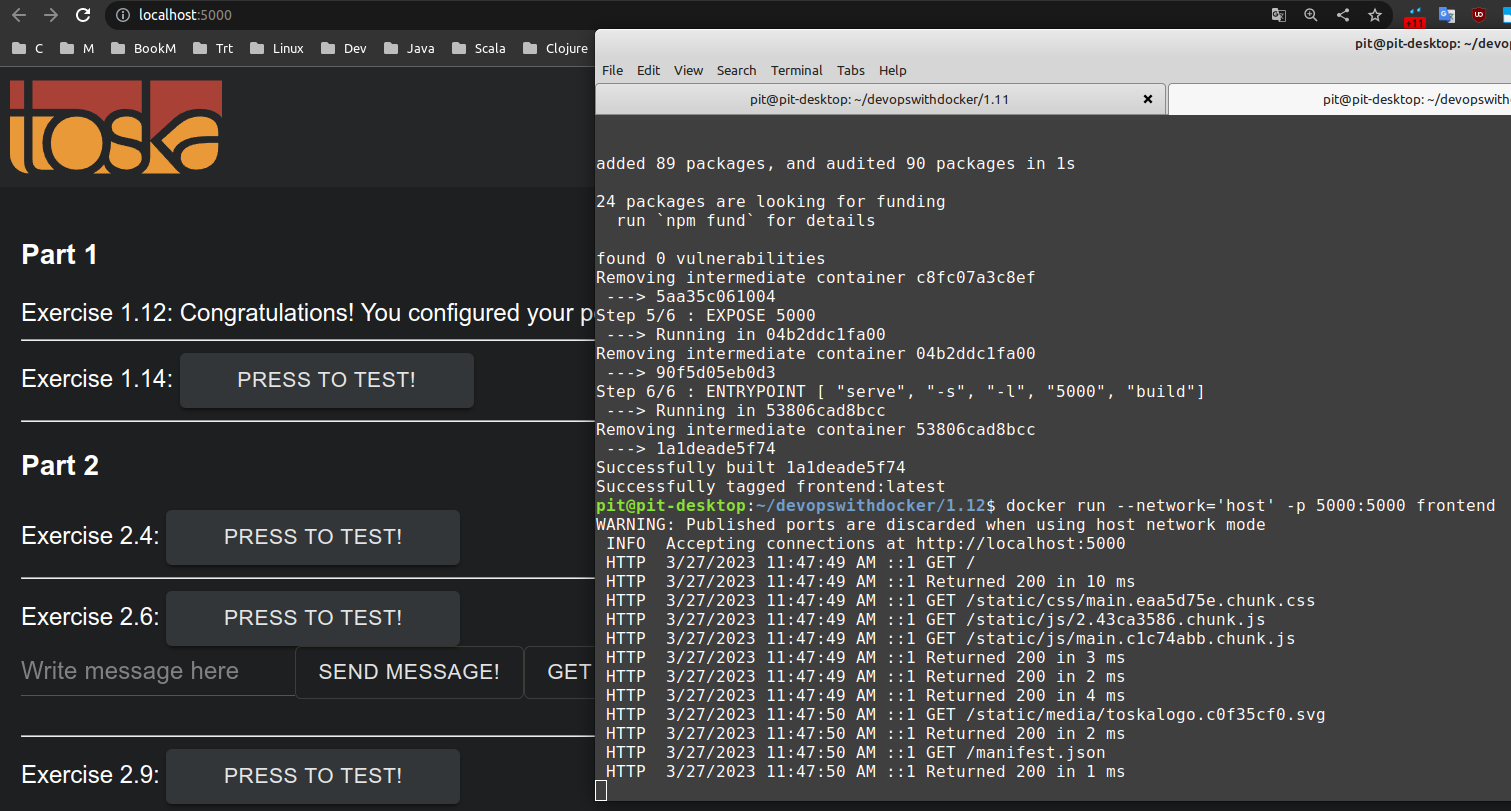 localhost:5000
C M BookM Trt Linux Dev Java Scala Clojure
+11
UD
toska
Part 1
Exercise 1.12: Congratulations! You configured your p
Exercise 1.14: PRESS TO TEST!
Part 2
Exercise 2.4: PRESS TO TEST!
Exercise 2.6: PRESS TO TEST!
Write message here SEND MESSAGE! GET
Exercise 2.9: PRESS TO TEST!
pit@pit-desktop: ~/devop
File Edit View Search Terminal Tabs Help
pit@pit-desktop: ~/devopswithdocker/1.11
pit@pit-desktop: ~/devopswith
added 89 packages, and audited 90 packages in 1s
24 packages are looking for funding
run `npm fund` for details
found 0 vulnerabilities
Removing intermediate container c8fc07a3c8ef
---> 5aa35c061004
Step 5/6 : EXPOSE 5000
---> Running in 04b2ddc1fa00
Removing intermediate container 04b2ddc1fa00
---> 90f5d05eb0d3
Step 6/6 : ENTRYPOINT [ "serve", "-s", "-l", "5000", "build"]
---> Running in 53806cad8bcc
Removing intermediate container 53806cad8bcc
---> 1a1deade5f74
Successfully built 1a1deade5f74
Successfully tagged frontend:latest
pit@pit-desktop:~/devopswithdocker/1.12$ docker run --network='host' -p 5000:5000 frontend
WARNING: Published ports are discarded when using host network mode
INFO  Accepting connections at http://localhost:5000
HTTP  3/27/2023 11:47:49 AM ::1 GET /
HTTP  3/27/2023 11:47:49 AM ::1 Returned 200 in 10 ms
HTTP  3/27/2023 11:47:49 AM ::1 GET /static/css/main.eaa5d75e.chunk.css
HTTP  3/27/2023 11:47:49 AM ::1 GET /static/js/2.43ca3586.chunk.js
HTTP  3/27/2023 11:47:49 AM ::1 GET /static/js/main.c1c74abb.chunk.js
HTTP  3/27/2023 11:47:49 AM ::1 Returned 200 in 3 ms
HTTP  3/27/2023 11:47:49 AM ::1 Returned 200 in 2 ms
HTTP  3/27/2023 11:47:49 AM ::1 Returned 200 in 4 ms
HTTP  3/27/2023 11:47:50 AM ::1 GET /static/media/toskalogo.c0f35cf0.svg
HTTP  3/27/2023 11:47:50 AM ::1 Returned 200 in 2 ms
HTTP  3/27/2023 11:47:50 AM ::1 GET /manifest.json
HTTP  3/27/2023 11:47:50 AM ::1 Returned 200 in 1 ms